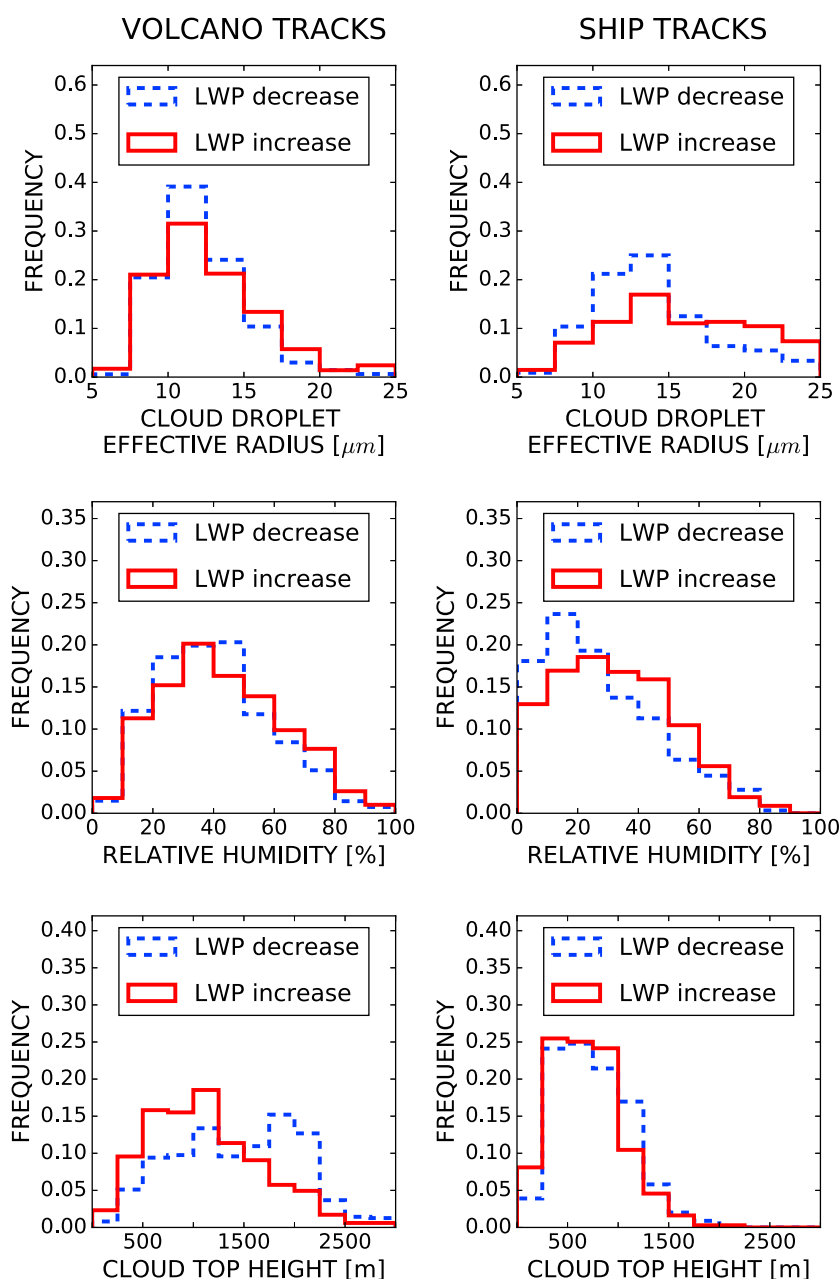 VOLCANO TRACKS
SHIP TRACKS
0.6
0.5
0.4
0.3
0.2
0.1
0.0
FREQUENCY
LWP decrease
LWP increase
5 10 15 20 25
CLOUD DROPLET
EFFECTIVE RADIUS [μm]
0.6
0.5
0.4
0.3
0.2
0.1
0.0
FREQUENCY
LWP decrease
LWP increase
5 10 15 20 25
CLOUD DROPLET
EFFECTIVE RADIUS [μm]
0.35
0.30
0.25
0.20
0.15
0.10
0.05
0.00
FREQUENCY
LWP decrease
LWP increase
0 20 40 60 80 100
RELATIVE HUMIDITY [%]
0.35
0.30
0.25
0.20
0.15
0.10
0.05
0.00
FREQUENCY
LWP decrease
LWP increase
0 20 40 60 80 100
RELATIVE HUMIDITY [%]
0.40
0.35
0.30
0.25
0.20
0.15
0.10
0.05
0.00
FREQUENCY
LWP decrease
LWP increase
500 1500 2500
CLOUD TOP HEIGHT [m]
0.40
0.35
0.30
0.25
0.20
0.15
0.10
0.05
0.00
FREQUENCY
LWP decrease
LWP increase
500 1500 2500
CLOUD TOP HEIGHT [m]